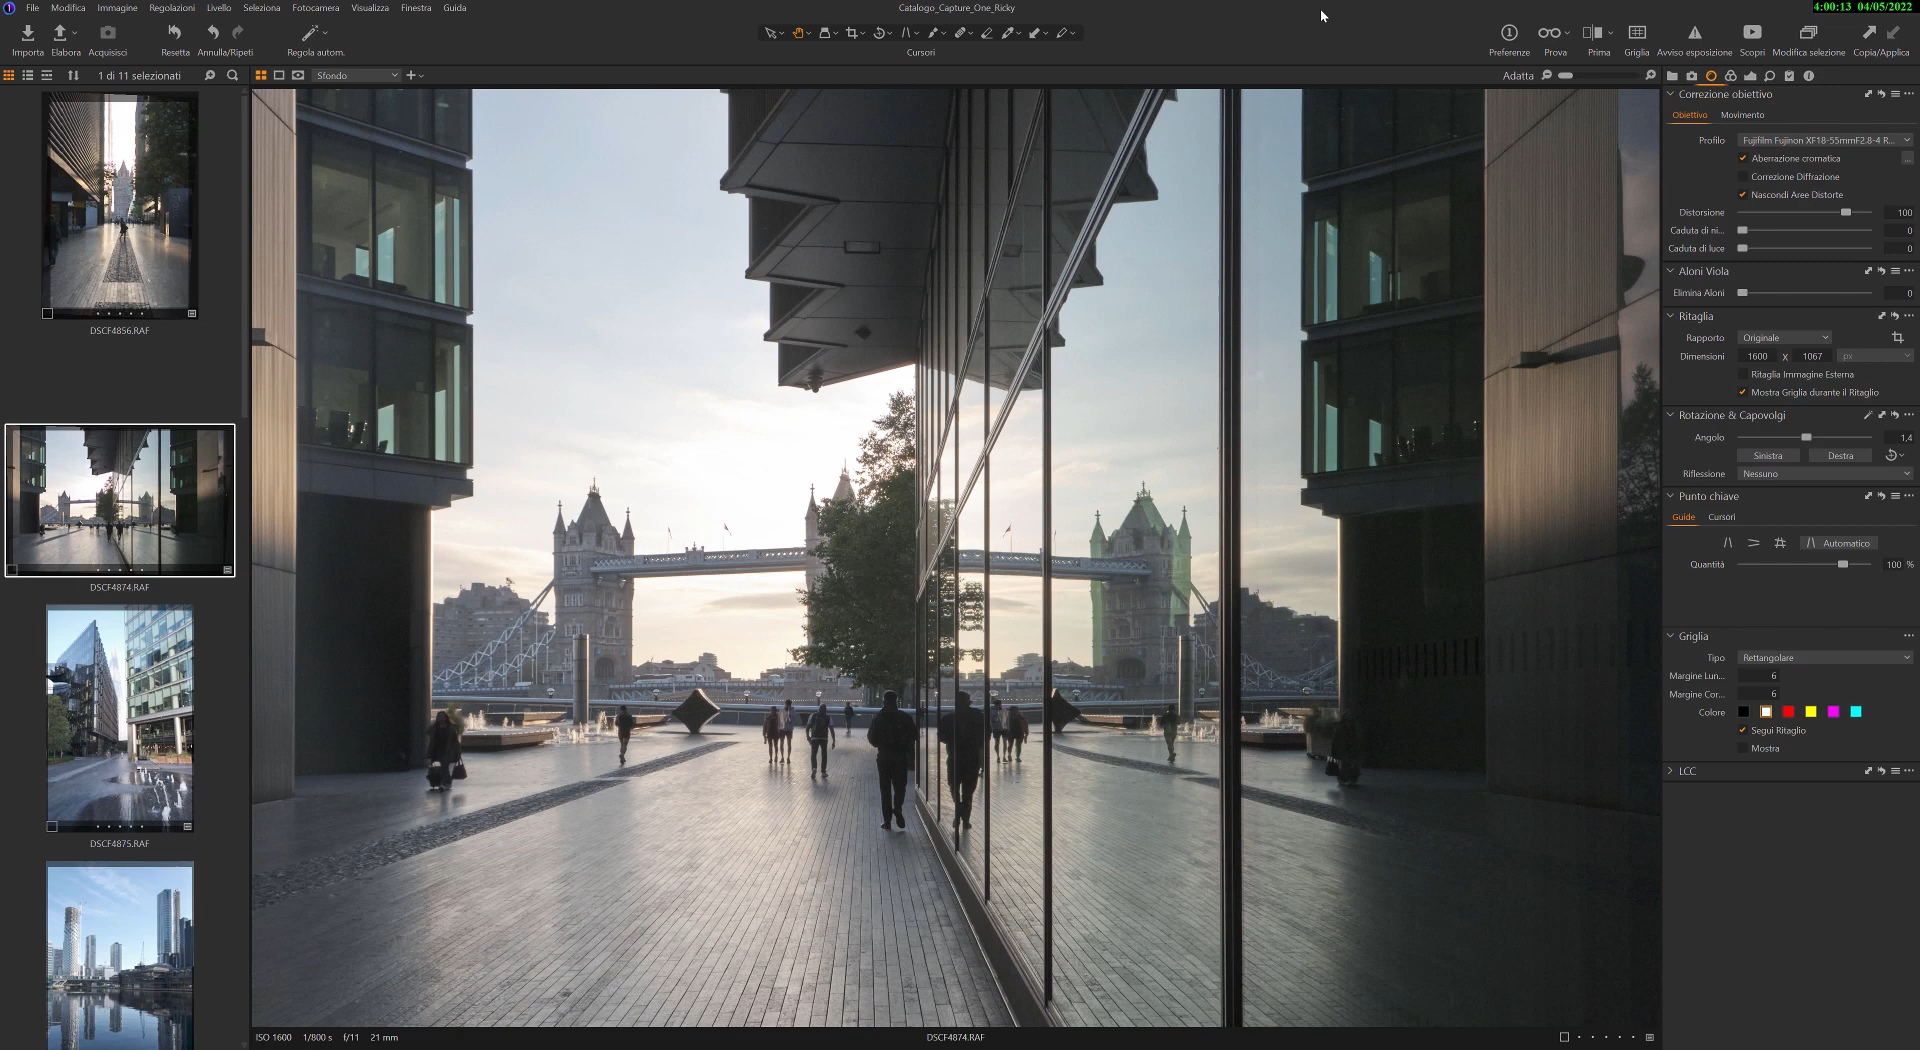 File Modifica Immagine Regolazioni Livello Seleziona Fotocamera Visualizza Finestra Guida
Catalogo_Capture_One_Ricky
4:00:13 04/05/2022
Importa Elabora Acquisisci Resetta Annulla/Ripeti Regola autom.
Cursori
Preferenze Prova Prima Griglia Avviso esposizione Scopri Modifica selezione Copia/Applica
1 di 11 selezionati
Sfondo
Adatta
DSCF4856.RAF
DSCF4874.RAF
DSCF4875.RAF
ISO 1600 1/800 s f/11 21 mm
DSCF4874.RAF
Correzione obiettivo
Obiettivo Movimento
Profilo Fujifilm Fujinon XF18-55mmF2.8-4 R...
Aberrazione cromatica ...
Correzione Diffrazione
Nascondi Aree Distorte
Distorsione 100
Caduta di ni... 0
Caduta di luce 0
Aloni Viola
Elimina Aloni 0
Ritaglia
Rapporto Originale
Dimensioni 1600 x 1067 px
Ritaglia Immagine Esterna
Mostra Griglia durante il Ritaglio
Rotazione & Capovolgi
Angolo 1,4
Sinistra Destra
Riflessione Nessuno
Punto chiave
Guide Cursori
Automatico
Quantità 100 %
Griglia
Tipo Rettangolare
Margine Lun... 6
Margine Cor... 6
Colore
Segui Ritaglio
Mostra
LCC